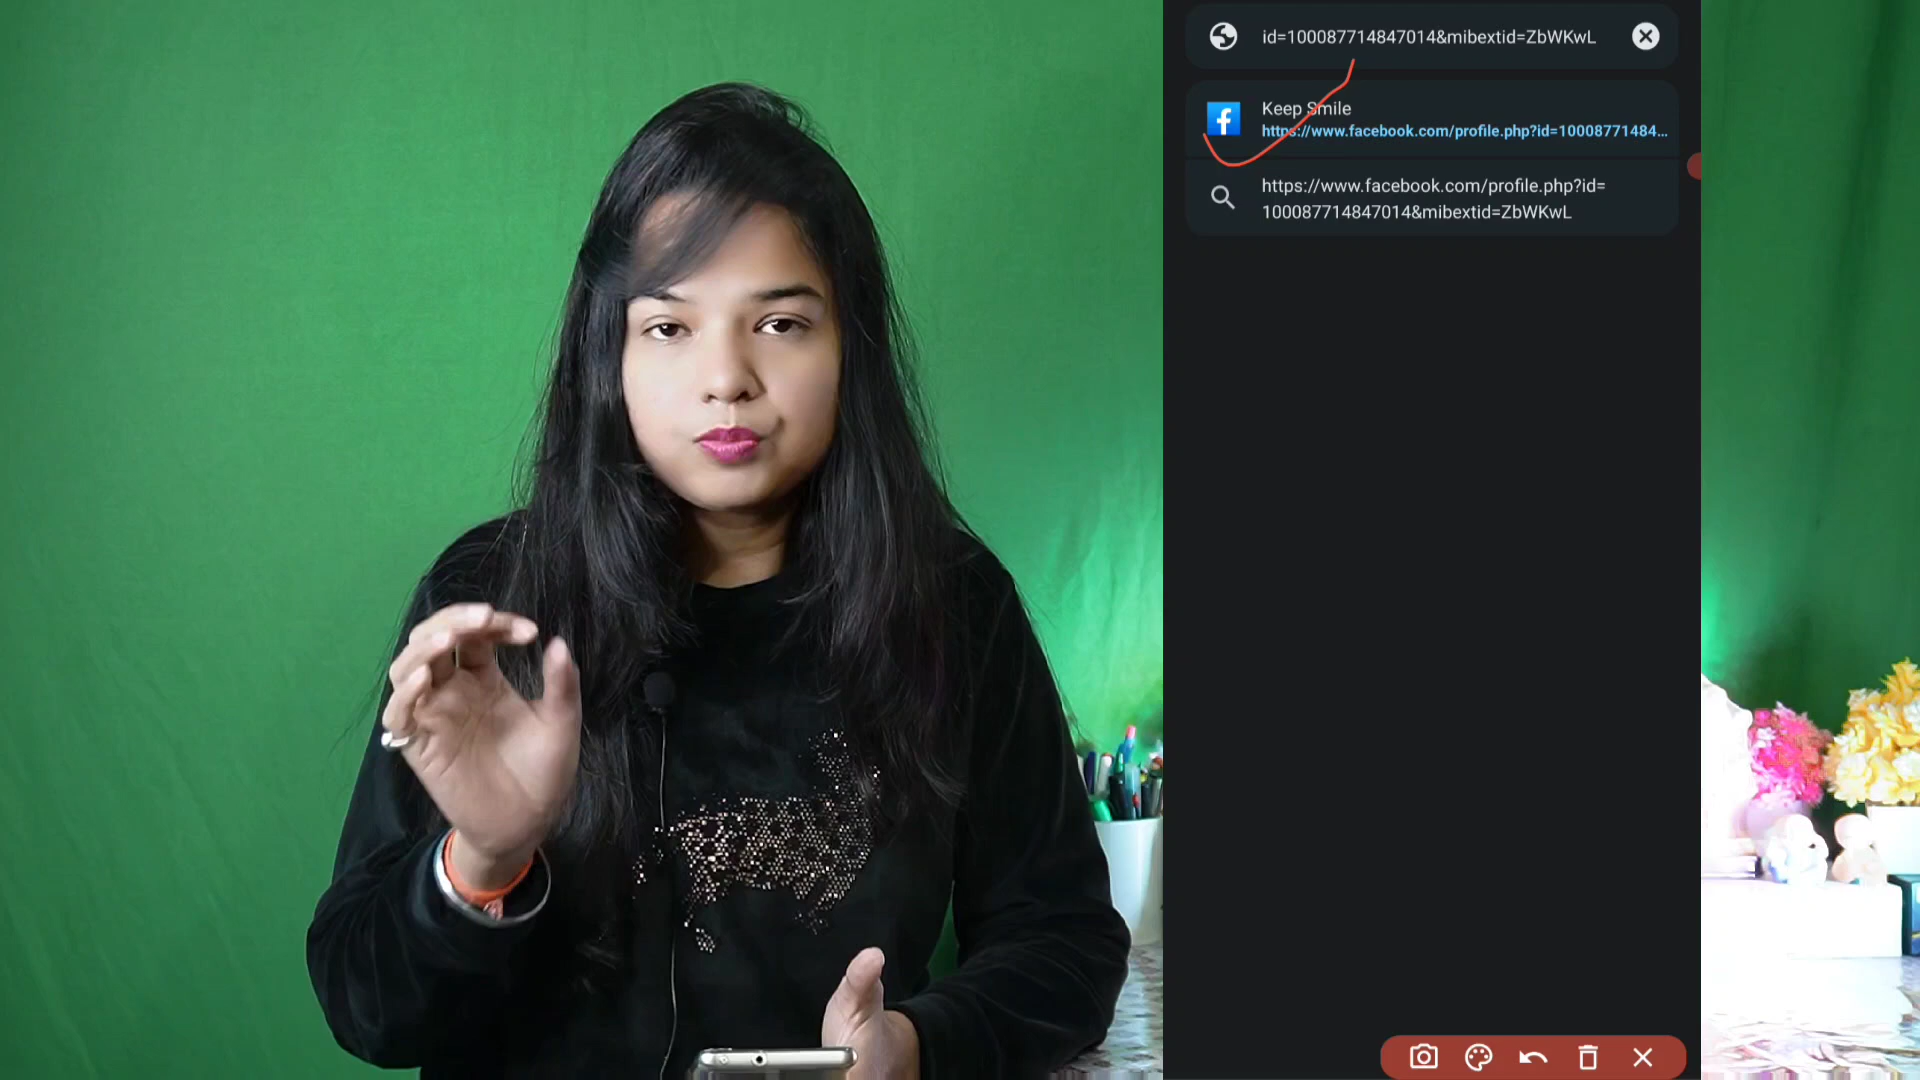 id=100087714847014&mibextid=ZbWKwL
Keep Smile
https://www.facebook.com/profile.php?id=10008771484...
https://www.facebook.com/profile.php?id=
100087714847014&mibextid=ZbWKwL